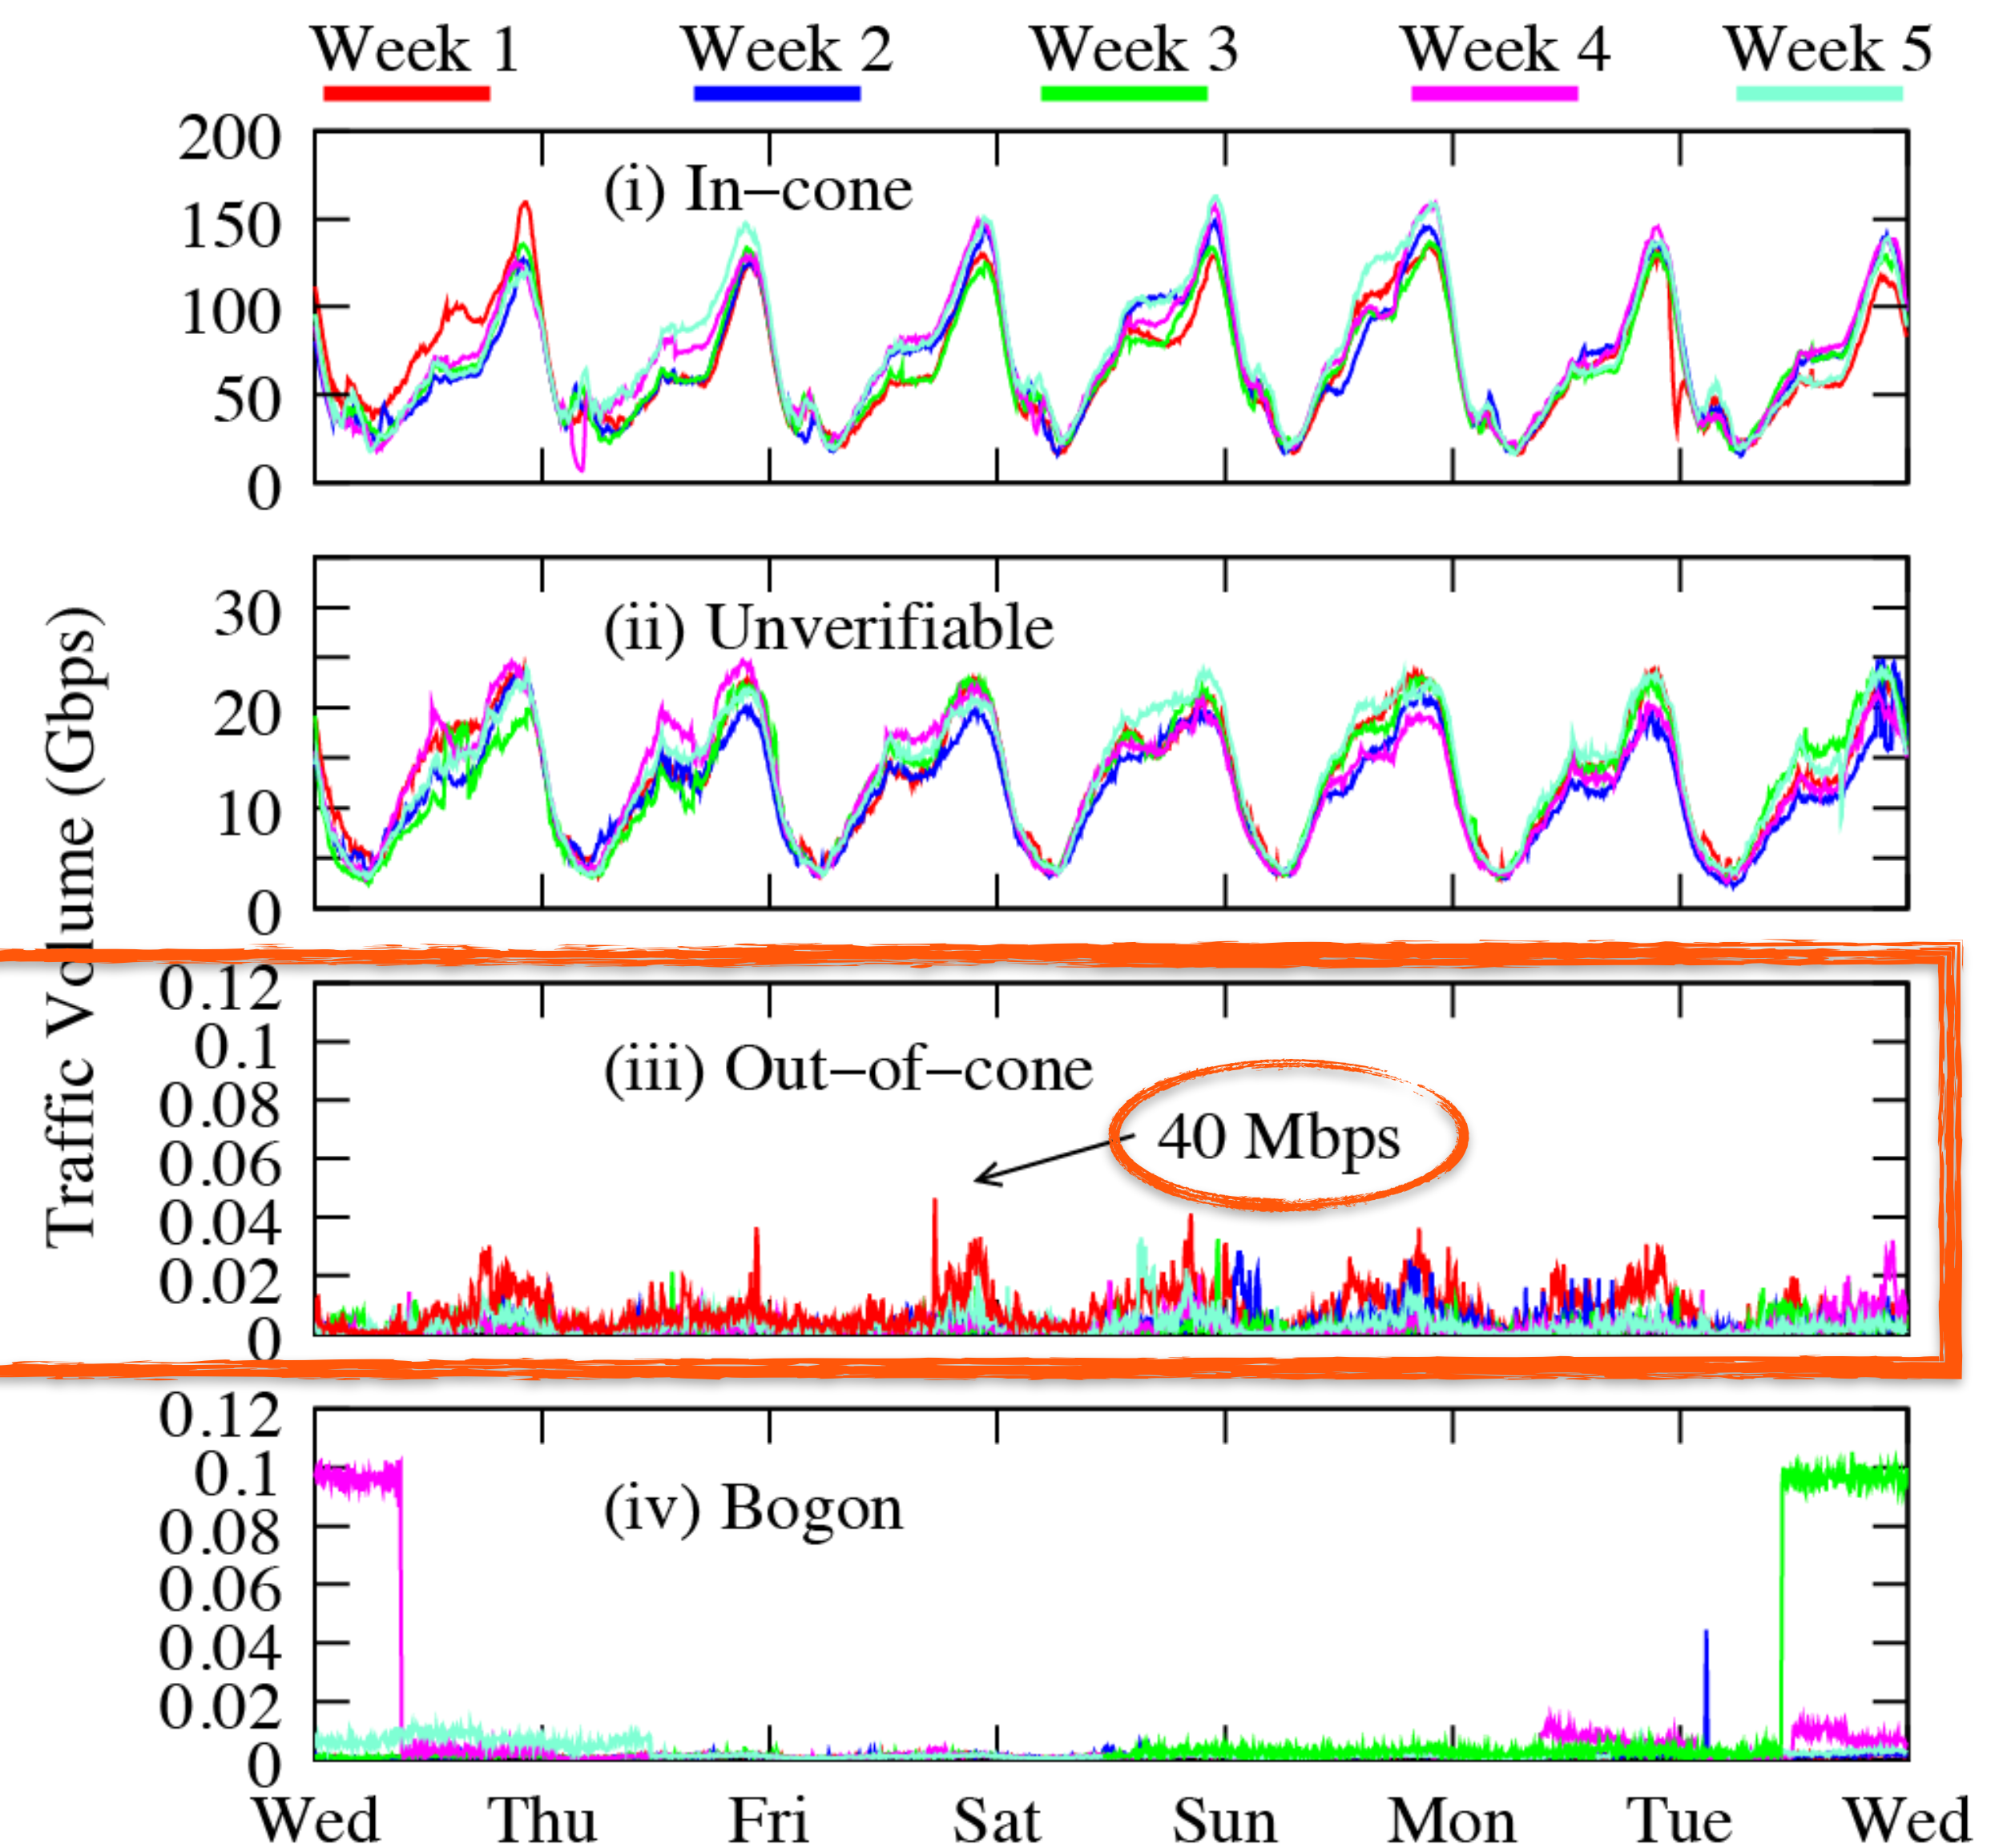 Week 1 Week 2 Week 3 Week 4 Week 5
200
150
100
50
0
(i) In−cone
30
20
10
0
(ii) Unverifiable
Traffic Volume (Gbps)
0.12
0.1
0.08
0.06
0.04
0.02
0
(iii) Out−of−cone
40 Mbps
0.12
0.1
0.08
0.06
0.04
0.02
0
(iv) Bogon
Wed Thu Fri Sat Sun Mon Tue Wed